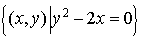 {(x, y)|y² − 2x = 0}